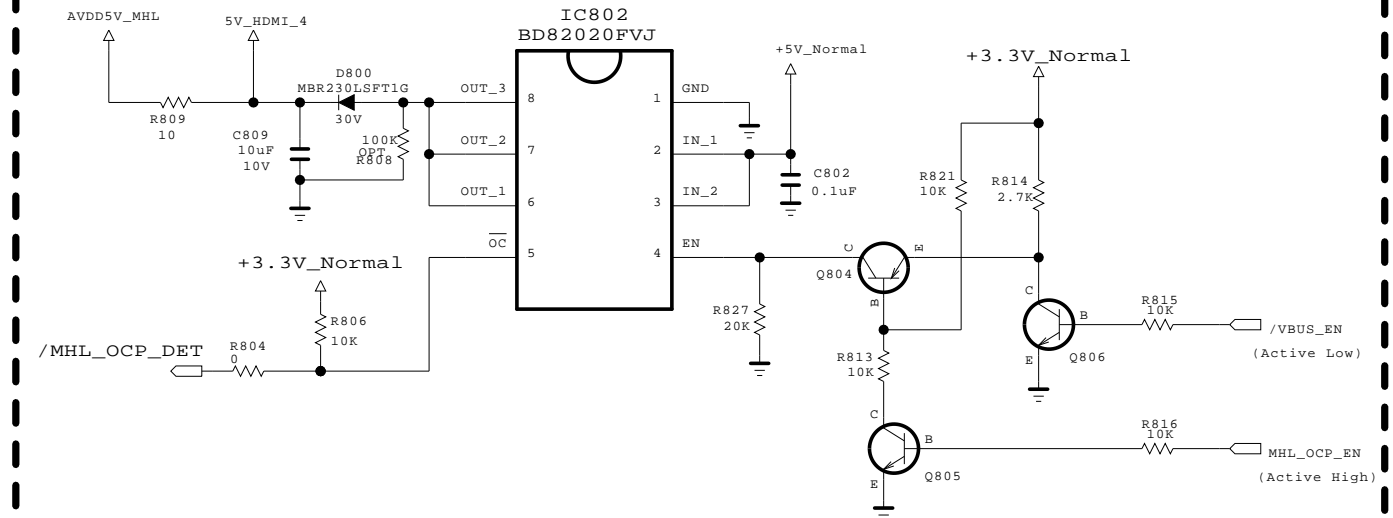 AVDD5V_MHL
5V_HDMI_4
IC802
BD82020FVJ
+5V_Normal
+3.3V_Normal
D800
MBR230LSFT1G
30V
R809
10
C809
10uF
10V
100K
OPT
R808
OUT_3
8
OUT_2
7
OUT_1
6
OC
5
1
GND
2
IN_1
3
IN_2
4
EN
C802
0.1uF
R821
10K
R814
2.7K
+3.3V_Normal
R806
10K
/MHL_OCP_DET
R804
0
R827
20K
C
E
B
Q804
R813
10K
C
B
E
Q806
R815
10K
/VBUS_EN
(Active Low)
C
B
E
Q805
R816
10K
MHL_OCP_EN
(Active High)